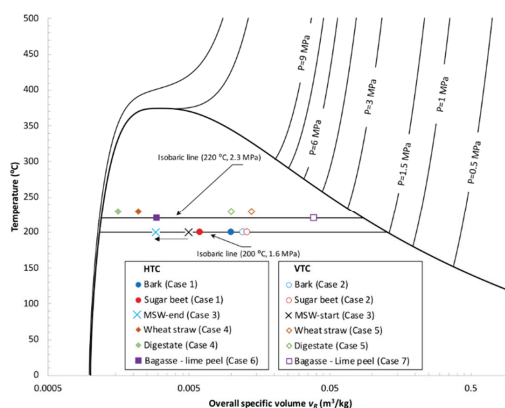 500
450
400
350
300
250
200
150
100
50
0
Temperature (°C)
P=9 MPa
P=6 MPa
P=3 MPa
P=1.5 MPa
P=1 MPa
P=0.5 MPa
Isobaric line (220 °C, 2.3 MPa)
Isobaric line (200 °C, 1.6 MPa)
HTC
Bark (Case 1)
Sugar beet (Case 1)
MSW-end (Case 3)
Wheat straw (Case 4)
Digestate (Case 4)
Bagasse - lime peel (Case 6)
VTC
Bark (Case 2)
Sugar beet (Case 2)
MSW-start (Case 3)
Wheat straw (Case 5)
Digestate (Case 5)
Bagasse - Lime peel (Case 7)
0.0005
0.005
0.05
0.5
Overall specific volume vR (m³/kg)